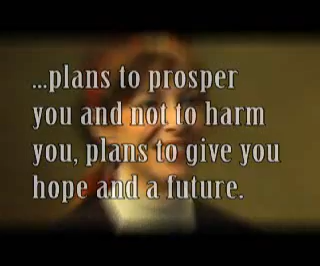 ...plans to prosper
you and not to harm
you, plans to give you
hope and a future.